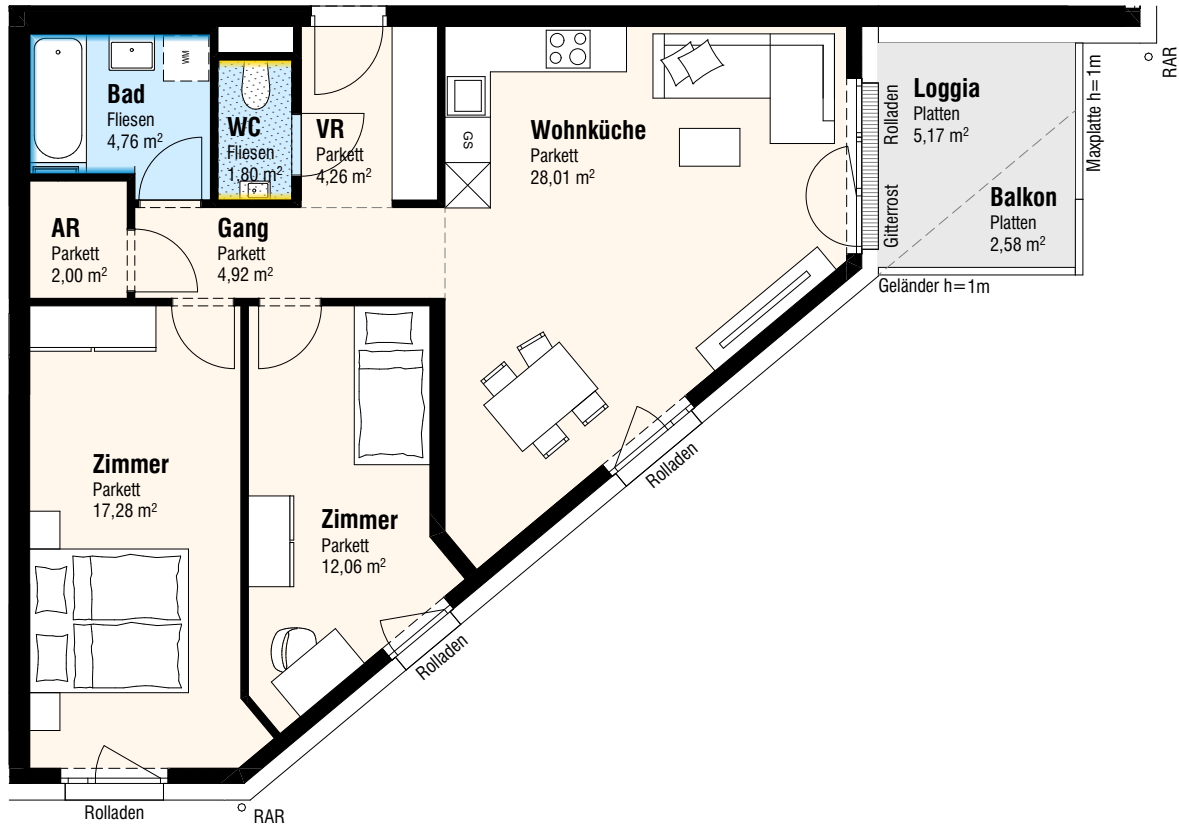 Bad
Fliesen
4,76 m²
WM
WC
Fliesen
1,80 m²
VR
Parkett
4,26 m²
GS
Wohnküche
Parkett
28,01 m²
Rolladen
Gitterrost
Loggia
Platten
5,17 m²
Balkon
Platten
2,58 m²
Maxplatte h=1m
RAR
Geländer h=1m
AR
Parkett
2,00 m²
Gang
Parkett
4,92 m²
Zimmer
Parkett
17,28 m²
Zimmer
Parkett
12,06 m²
Rolladen
Rolladen
Rolladen
RAR